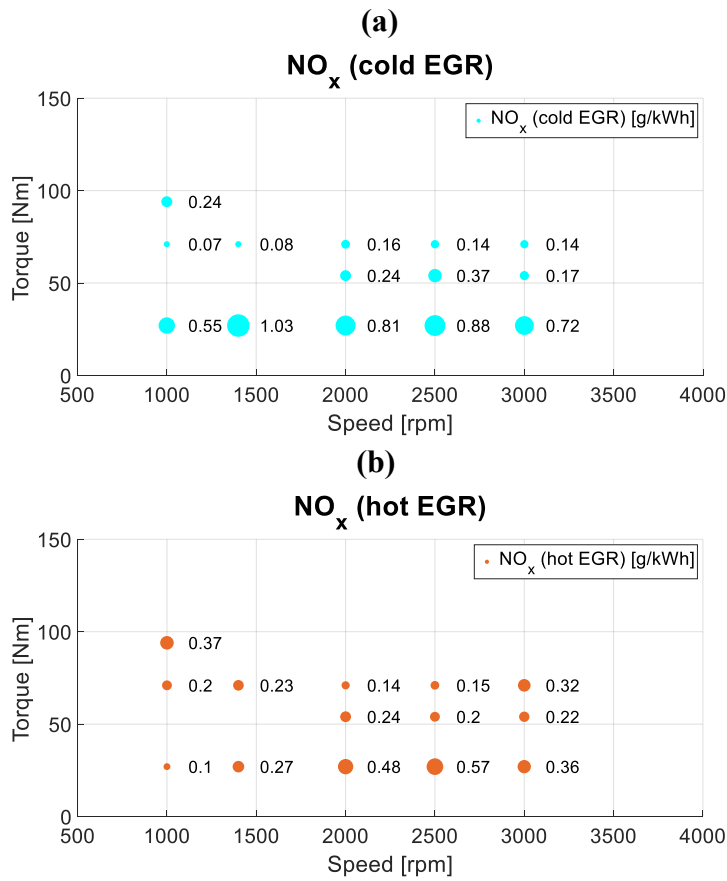 (a)
NOx (cold EGR)
150
NOx (cold EGR) [g/kWh]
100
0.24
0.07 0.08 0.16 0.14 0.14
Torque [Nm]
50
0.24 0.37 0.17
0.55 1.03 0.81 0.88 0.72
0
500 1000 1500 2000 2500 3000 3500 4000
Speed [rpm]
(b)
NOx (hot EGR)
150
NOx (hot EGR) [g/kWh]
100
0.37
0.2 0.23 0.14 0.15 0.32
Torque [Nm]
50
0.24 0.2 0.22
0.1 0.27 0.48 0.57 0.36
0
500 1000 1500 2000 2500 3000 3500 4000
Speed [rpm]